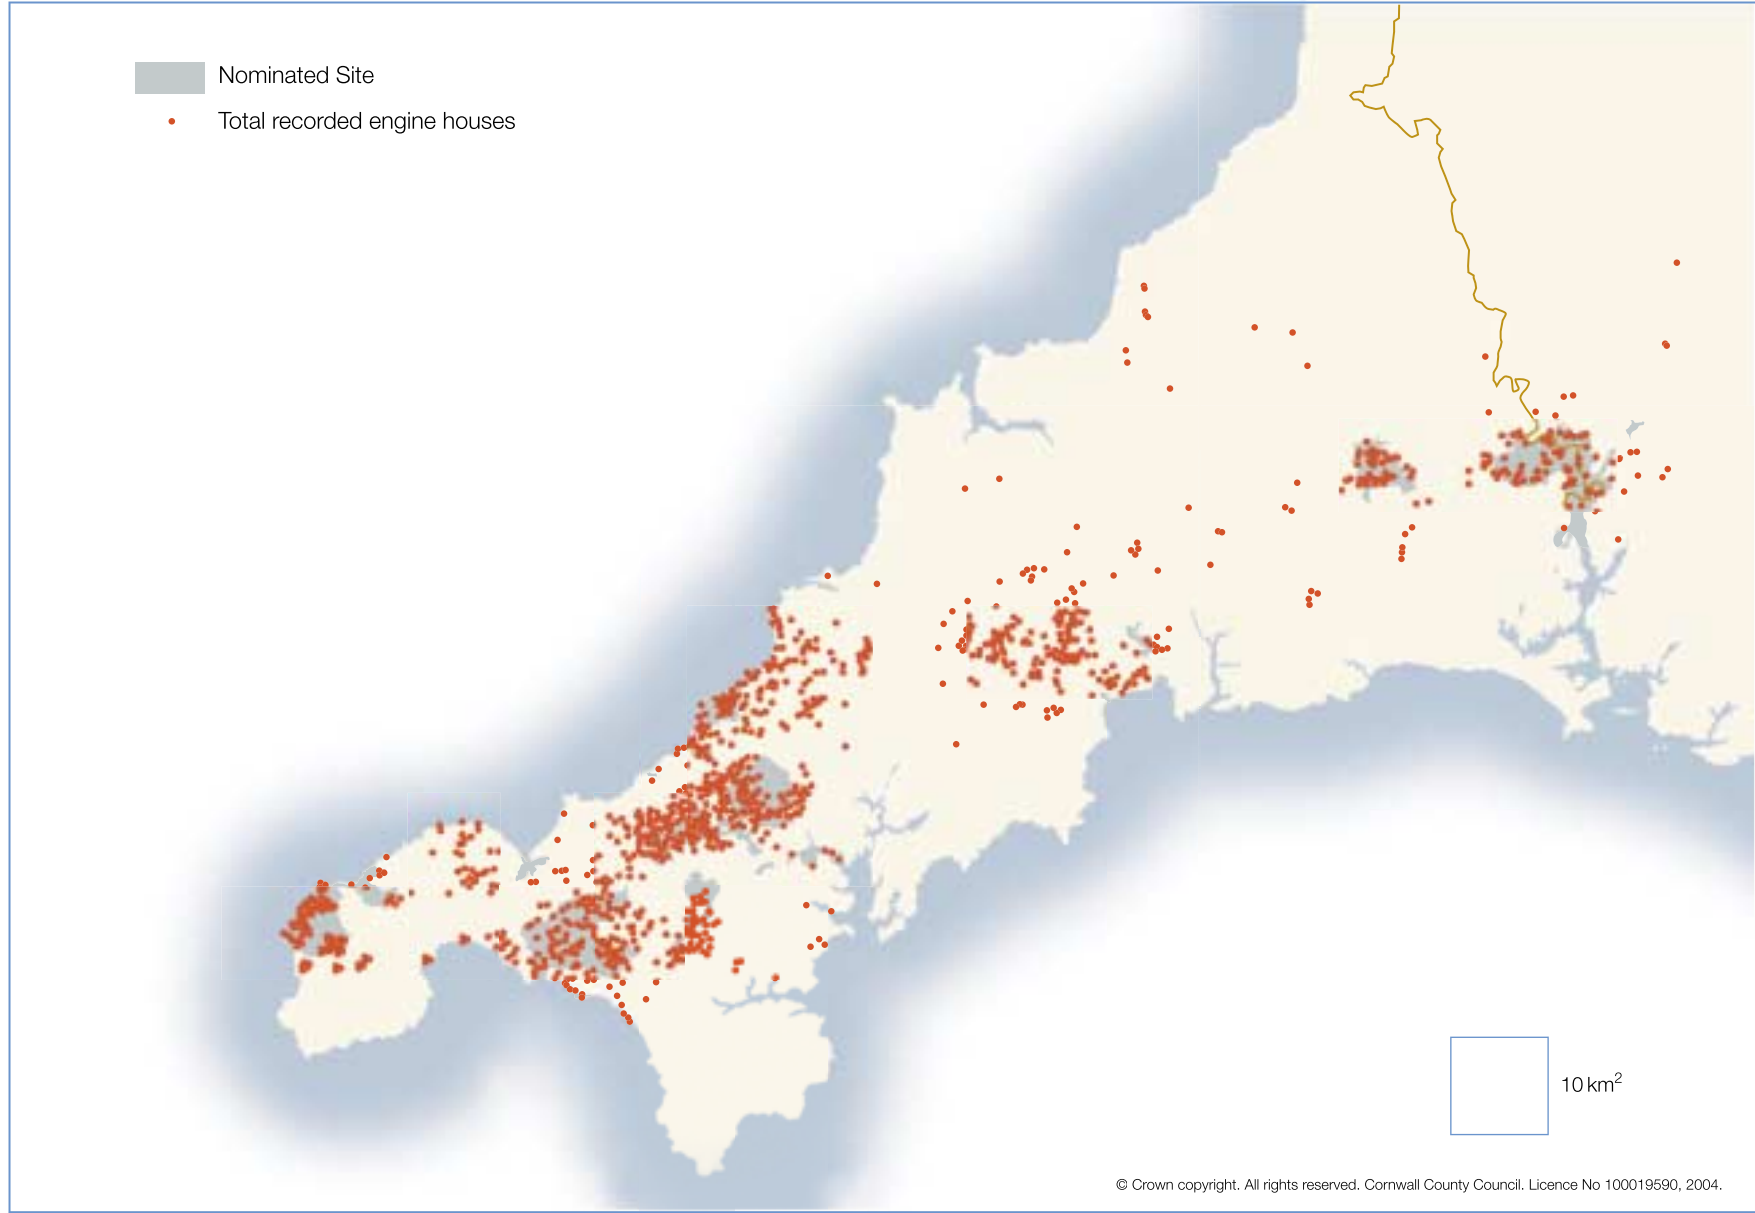 Nominated Site
Total recorded engine houses
10 km²
© Crown copyright. All rights reserved. Cornwall County Council. Licence No 100019590, 2004.